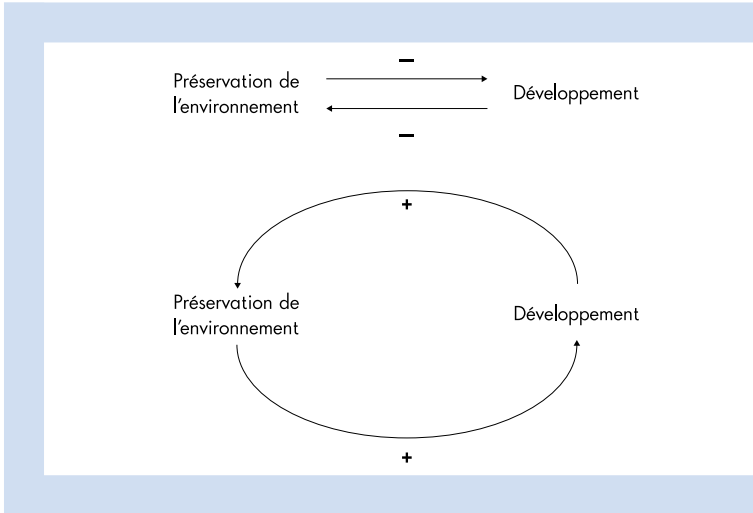 −
Préservation de
l'environnement
Développement
−
+
Préservation de
l'environnement
Développement
+